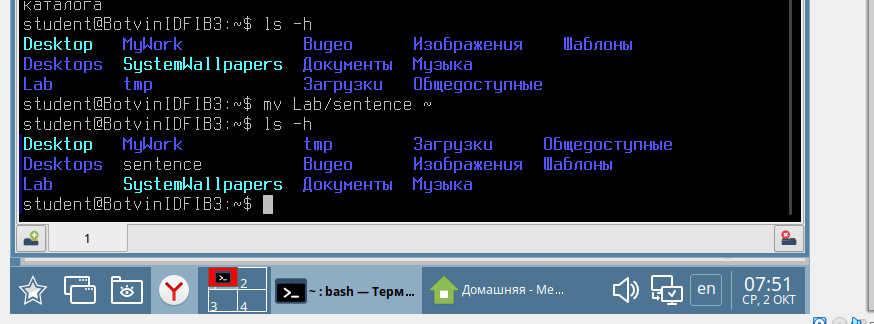 каталога
student@BotvinIDFIB3:~$ ls -h
Desktop MyWork Видео Изображения Шаблоны
Desktops SystemWallpapers Документы Музыка
Lab tmp Загрузки Общедоступные
student@BotvinIDFIB3:~$ mv Lab/sentence ~
student@BotvinIDFIB3:~$ ls -h
Desktop MyWork tmp Загрузки Общедоступные
Desktops sentence Видео Изображения Шаблоны
Lab SystemWallpapers Документы Музыка
student@BotvinIDFIB3:~$
1
2
3 4
~ : bash — Терм...
Домашняя - Me...
en
07:51
СР, 2 ОКТ